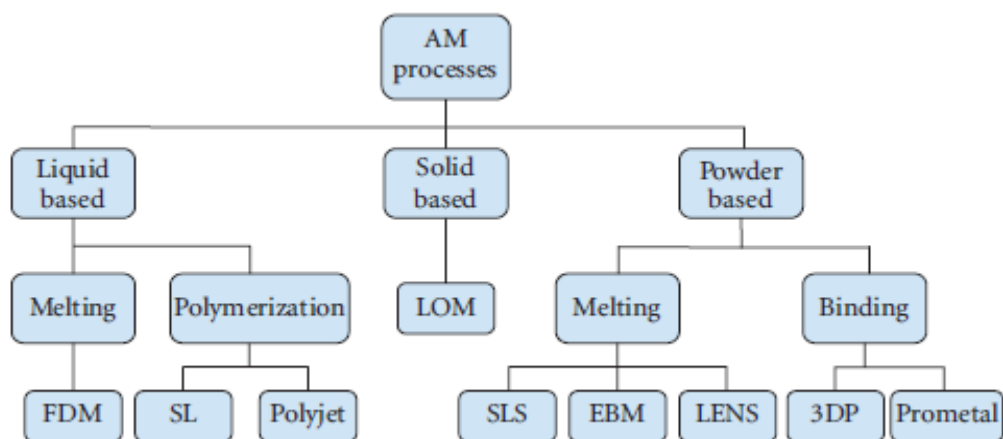 AM
processes
Liquid
based
Solid
based
Powder
based
Melting
Polymerization
LOM
Melting
Binding
FDM
SL
Polyjet
SLS
EBM
LENS
3DP
Prometal